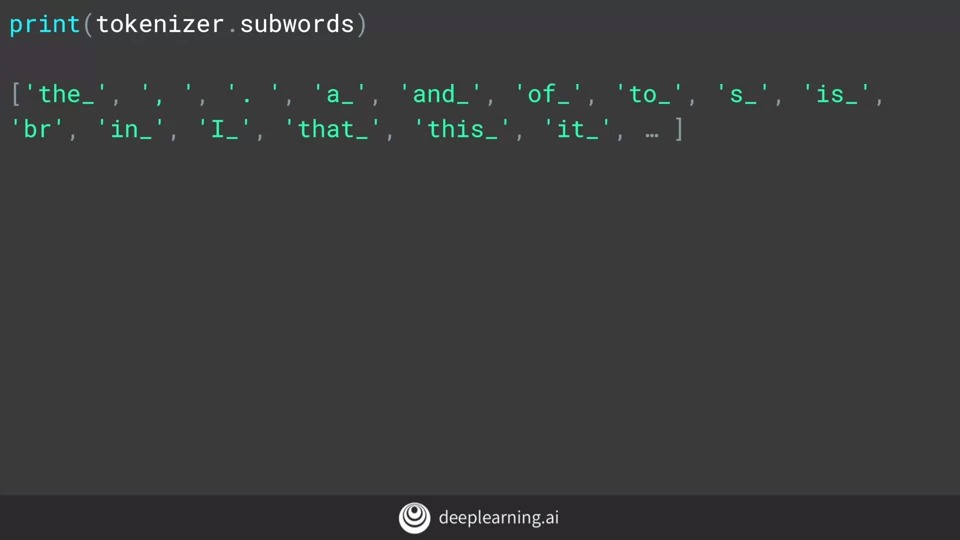 print(tokenizer.subwords)
['the_', ', ', '. ', 'a_', 'and_', 'of_', 'to_', 's_', 'is_',
'br', 'in_', 'I_', 'that_', 'this_', 'it_', … ]
deeplearning.ai